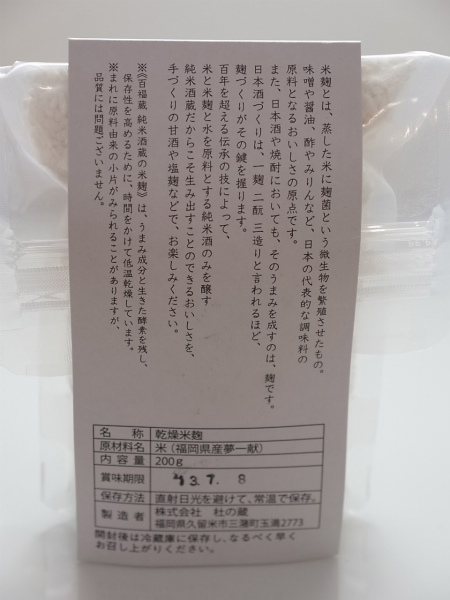 米麹とは、蒸した米に麹菌という微生物を繁殖させたもの。
味噌や醤油、酢やみりんなど、日本の代表的な調味料の
原料となるおいしさの原点です。
また、日本酒や焼酎においても、そのうまみを成すのは、麹です。
日本酒づくりは、一麹 二酛 三造りと言われるほど、
麹づくりがその鍵を握ります。
百年を超える伝承の技によって、
米と米麹と水を原料とする純米酒のみを醸す
純米酒蔵だからこそ生み出すことのできるおいしさを、
手づくりの甘酒や塩麹などで、お楽しみください。
※《百福蔵 純米酒蔵の米麹》は、うまみ成分と生きた酵素を残し、
保存性を高めるために、時間をかけて低温乾燥しています。
※まれに原料由来の小片がみられることがありますが、
品質には問題ございません。
名称 乾燥米麹
原材料名 米（福岡県産夢一献）
内容量 200g
賞味期限 43.7. 8
保存方法 直射日光を避けて、常温で保存。
製造者 株式会社 杜の蔵
福岡県久留米市三潴町玉満2773
開封後は冷蔵庫に保存し、なるべく早く
お召し上がりください。